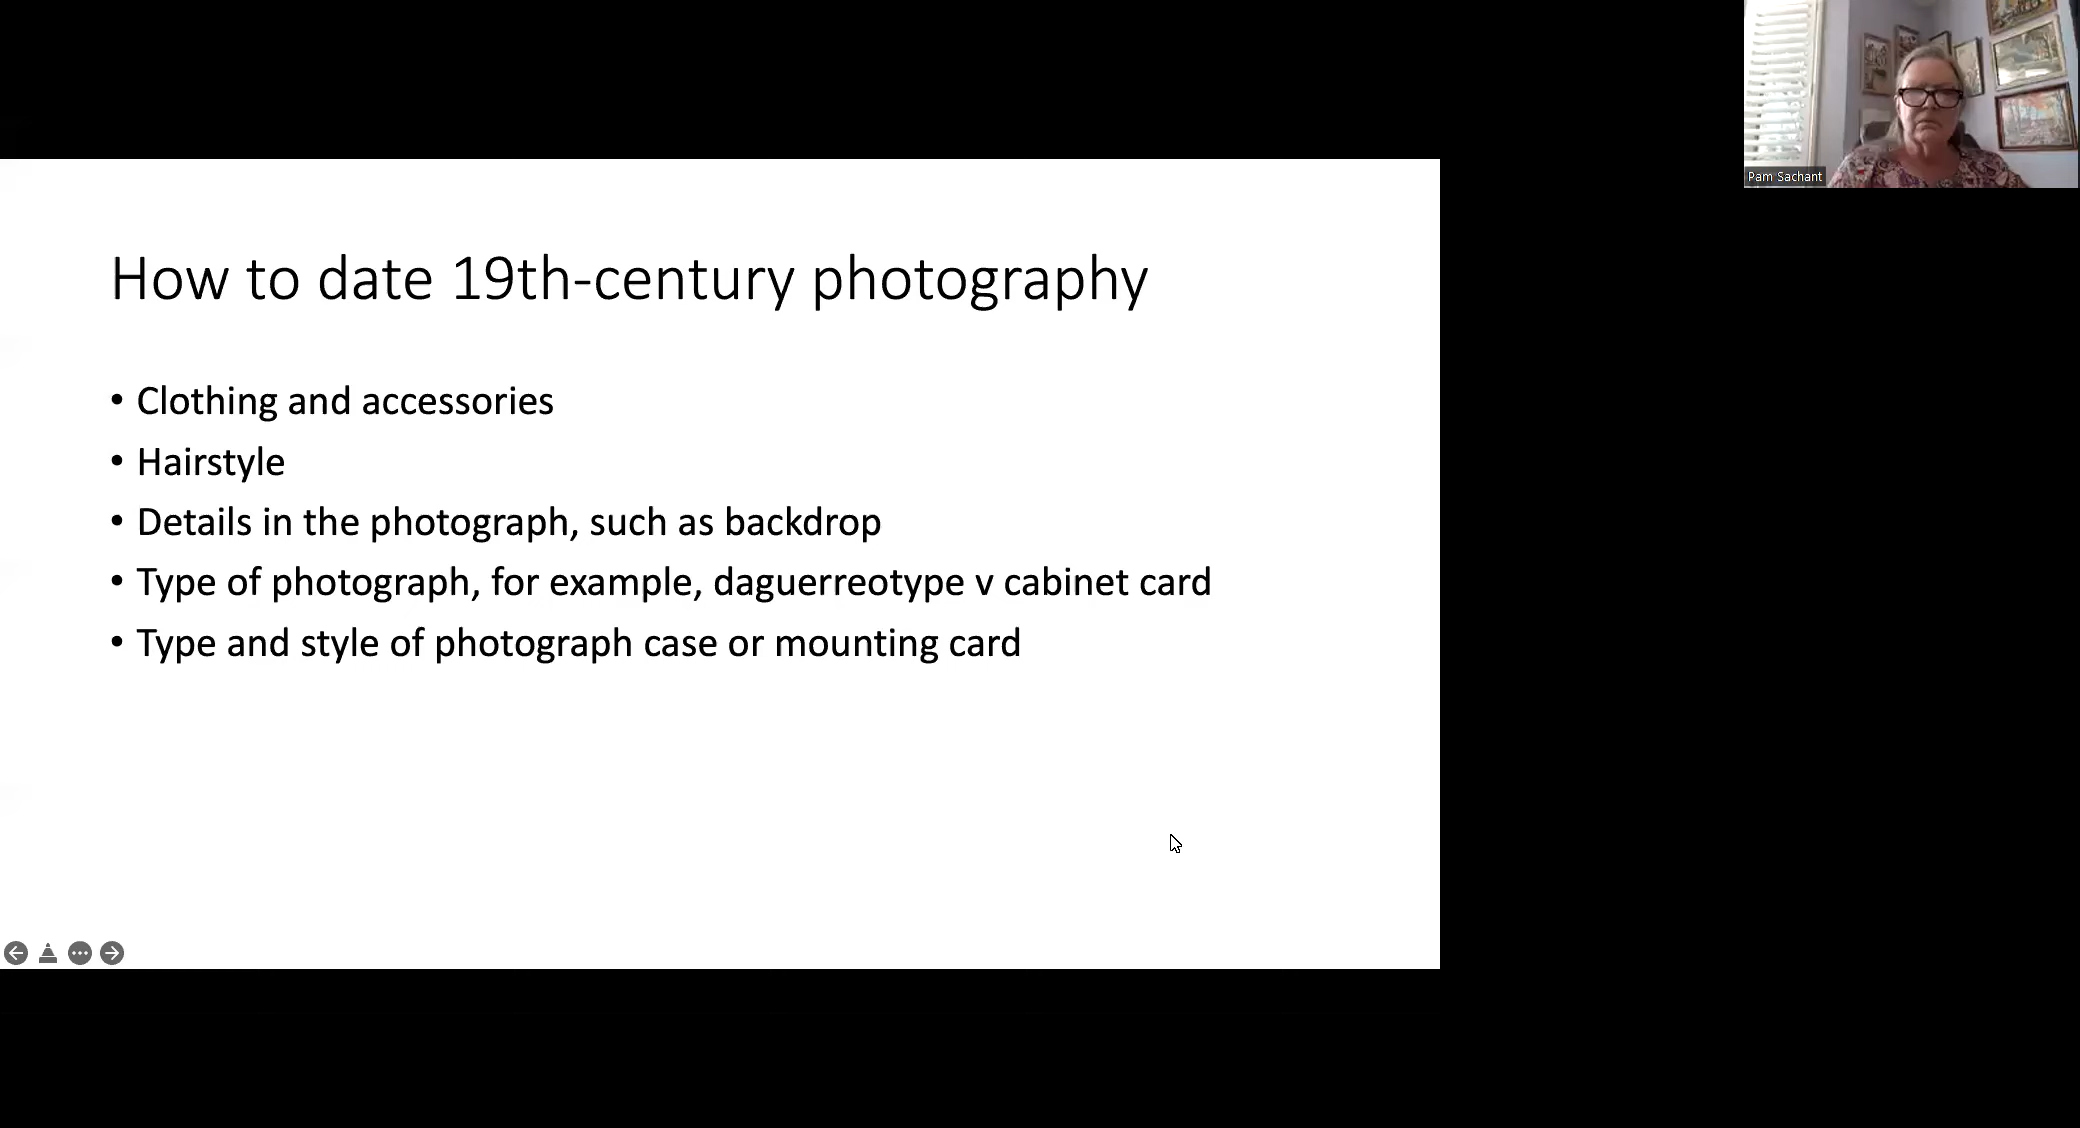 How to date 19th-century photography
• Clothing and accessories
• Hairstyle
• Details in the photograph, such as backdrop
• Type of photograph, for example, daguerreotype v cabinet card
• Type and style of photograph case or mounting card
Pam Sachant